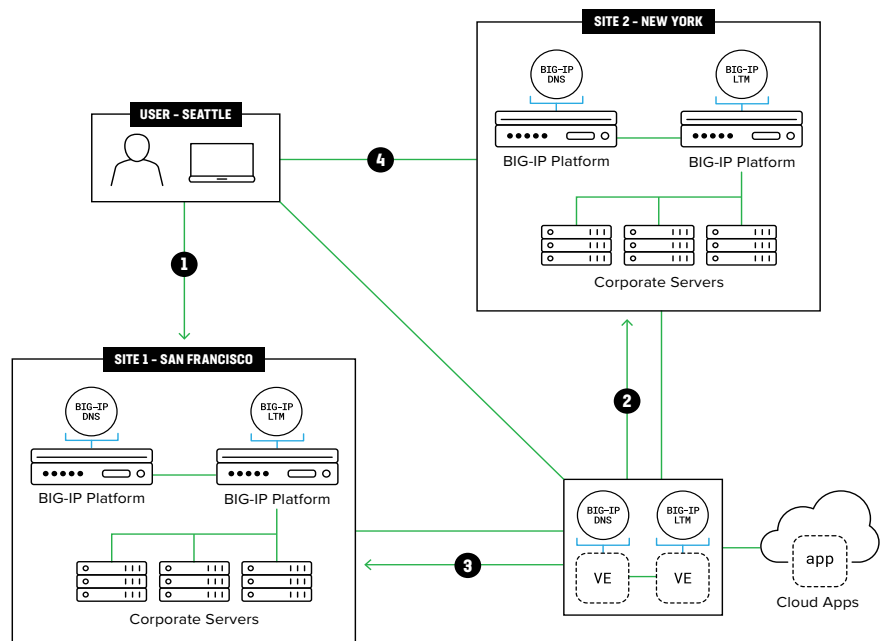 SITE 2 - NEW YORK
BIG-IP
DNS
BIG-IP
LTM
BIG-IP Platform
BIG-IP Platform
Corporate Servers
USER - SEATTLE
4
1
SITE 1 - SAN FRANCISCO
BIG-IP
DNS
BIG-IP
LTM
BIG-IP Platform
BIG-IP Platform
Corporate Servers
2
3
BIG-IP
DNS
BIG-IP
LTM
VE
VE
app
Cloud Apps